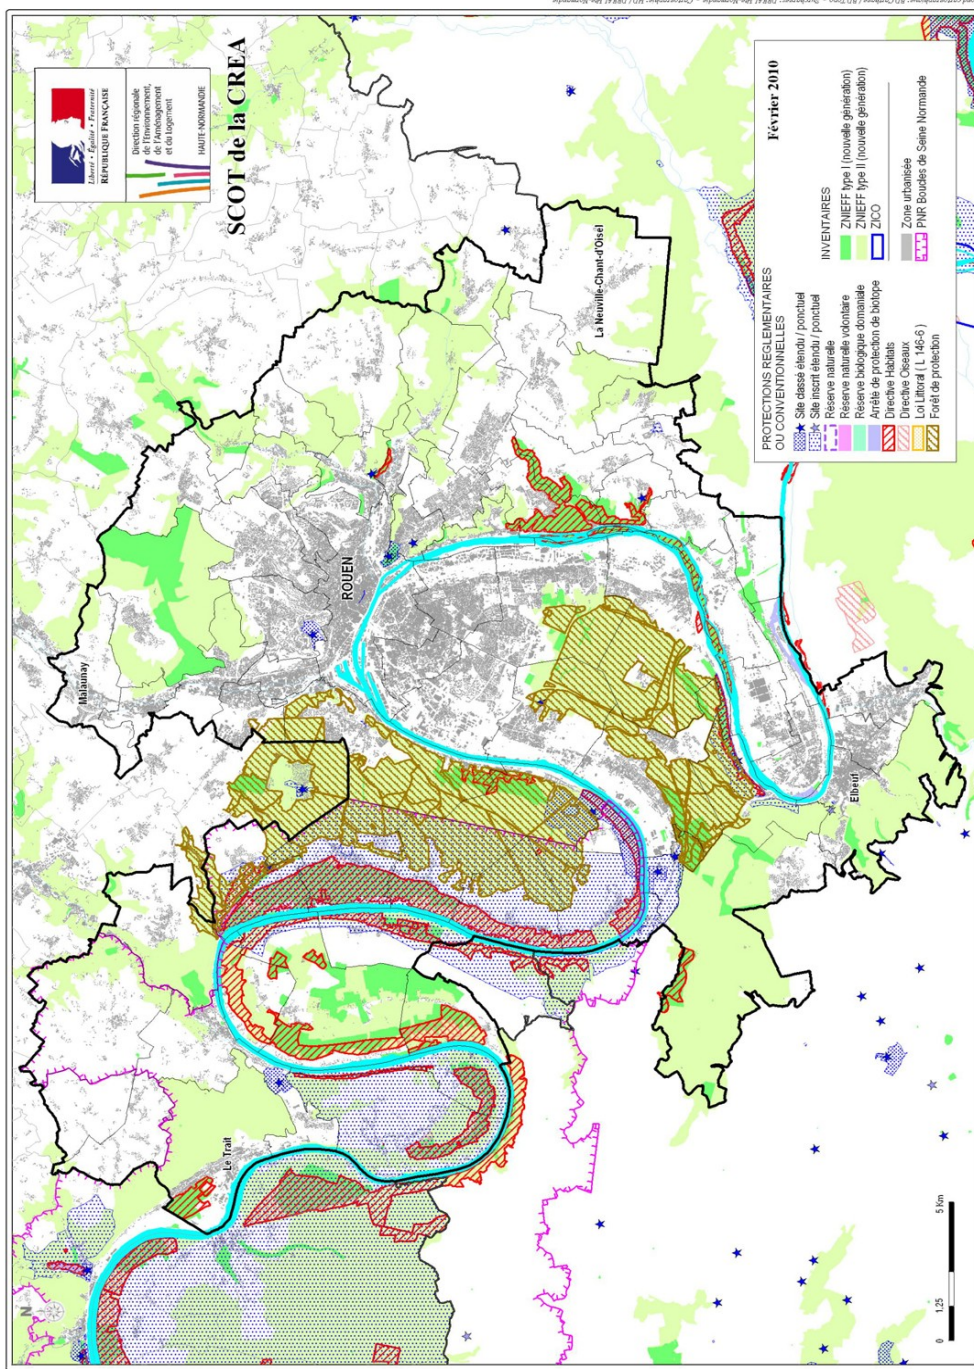 Liberté • Égalité • Fraternité
RÉPUBLIQUE FRANÇAISE
Direction régionale
de l'Environnement,
de l'Aménagement
et du Logement
HAUTE-NORMANDIE
SCOT de la CREA
Malaunay
ROUEN
La Neuville-Chant-d'Oisel
Le Trait
Elbeuf
N
0
1,25
5 Km
Février 2010
PROTECTIONS REGLEMENTAIRES
OU CONVENTIONNELLES
Site classé étendu / ponctuel
Site inscrit étendu / ponctuel
Réserve naturelle
Réserve naturelle volontaire
Réserve biologique domaniale
Arrêté de protection de biotope
Directive Habitats
Directive Oiseaux
Loi Littoral ( L 146-6 )
Forêt de protection
INVENTAIRES
ZNIEFF type I (nouvelle génération)
ZNIEFF type II (nouvelle génération)
ZICO
Zone urbanisée
PNR Boucles de Seine Normande